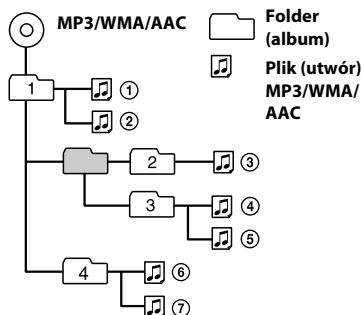 MP3/WMA/AAC
Folder
(album)
Plik (utwór)
MP3/WMA/
AAC
1
①
②
2
③
3
④
⑤
4
⑥
⑦